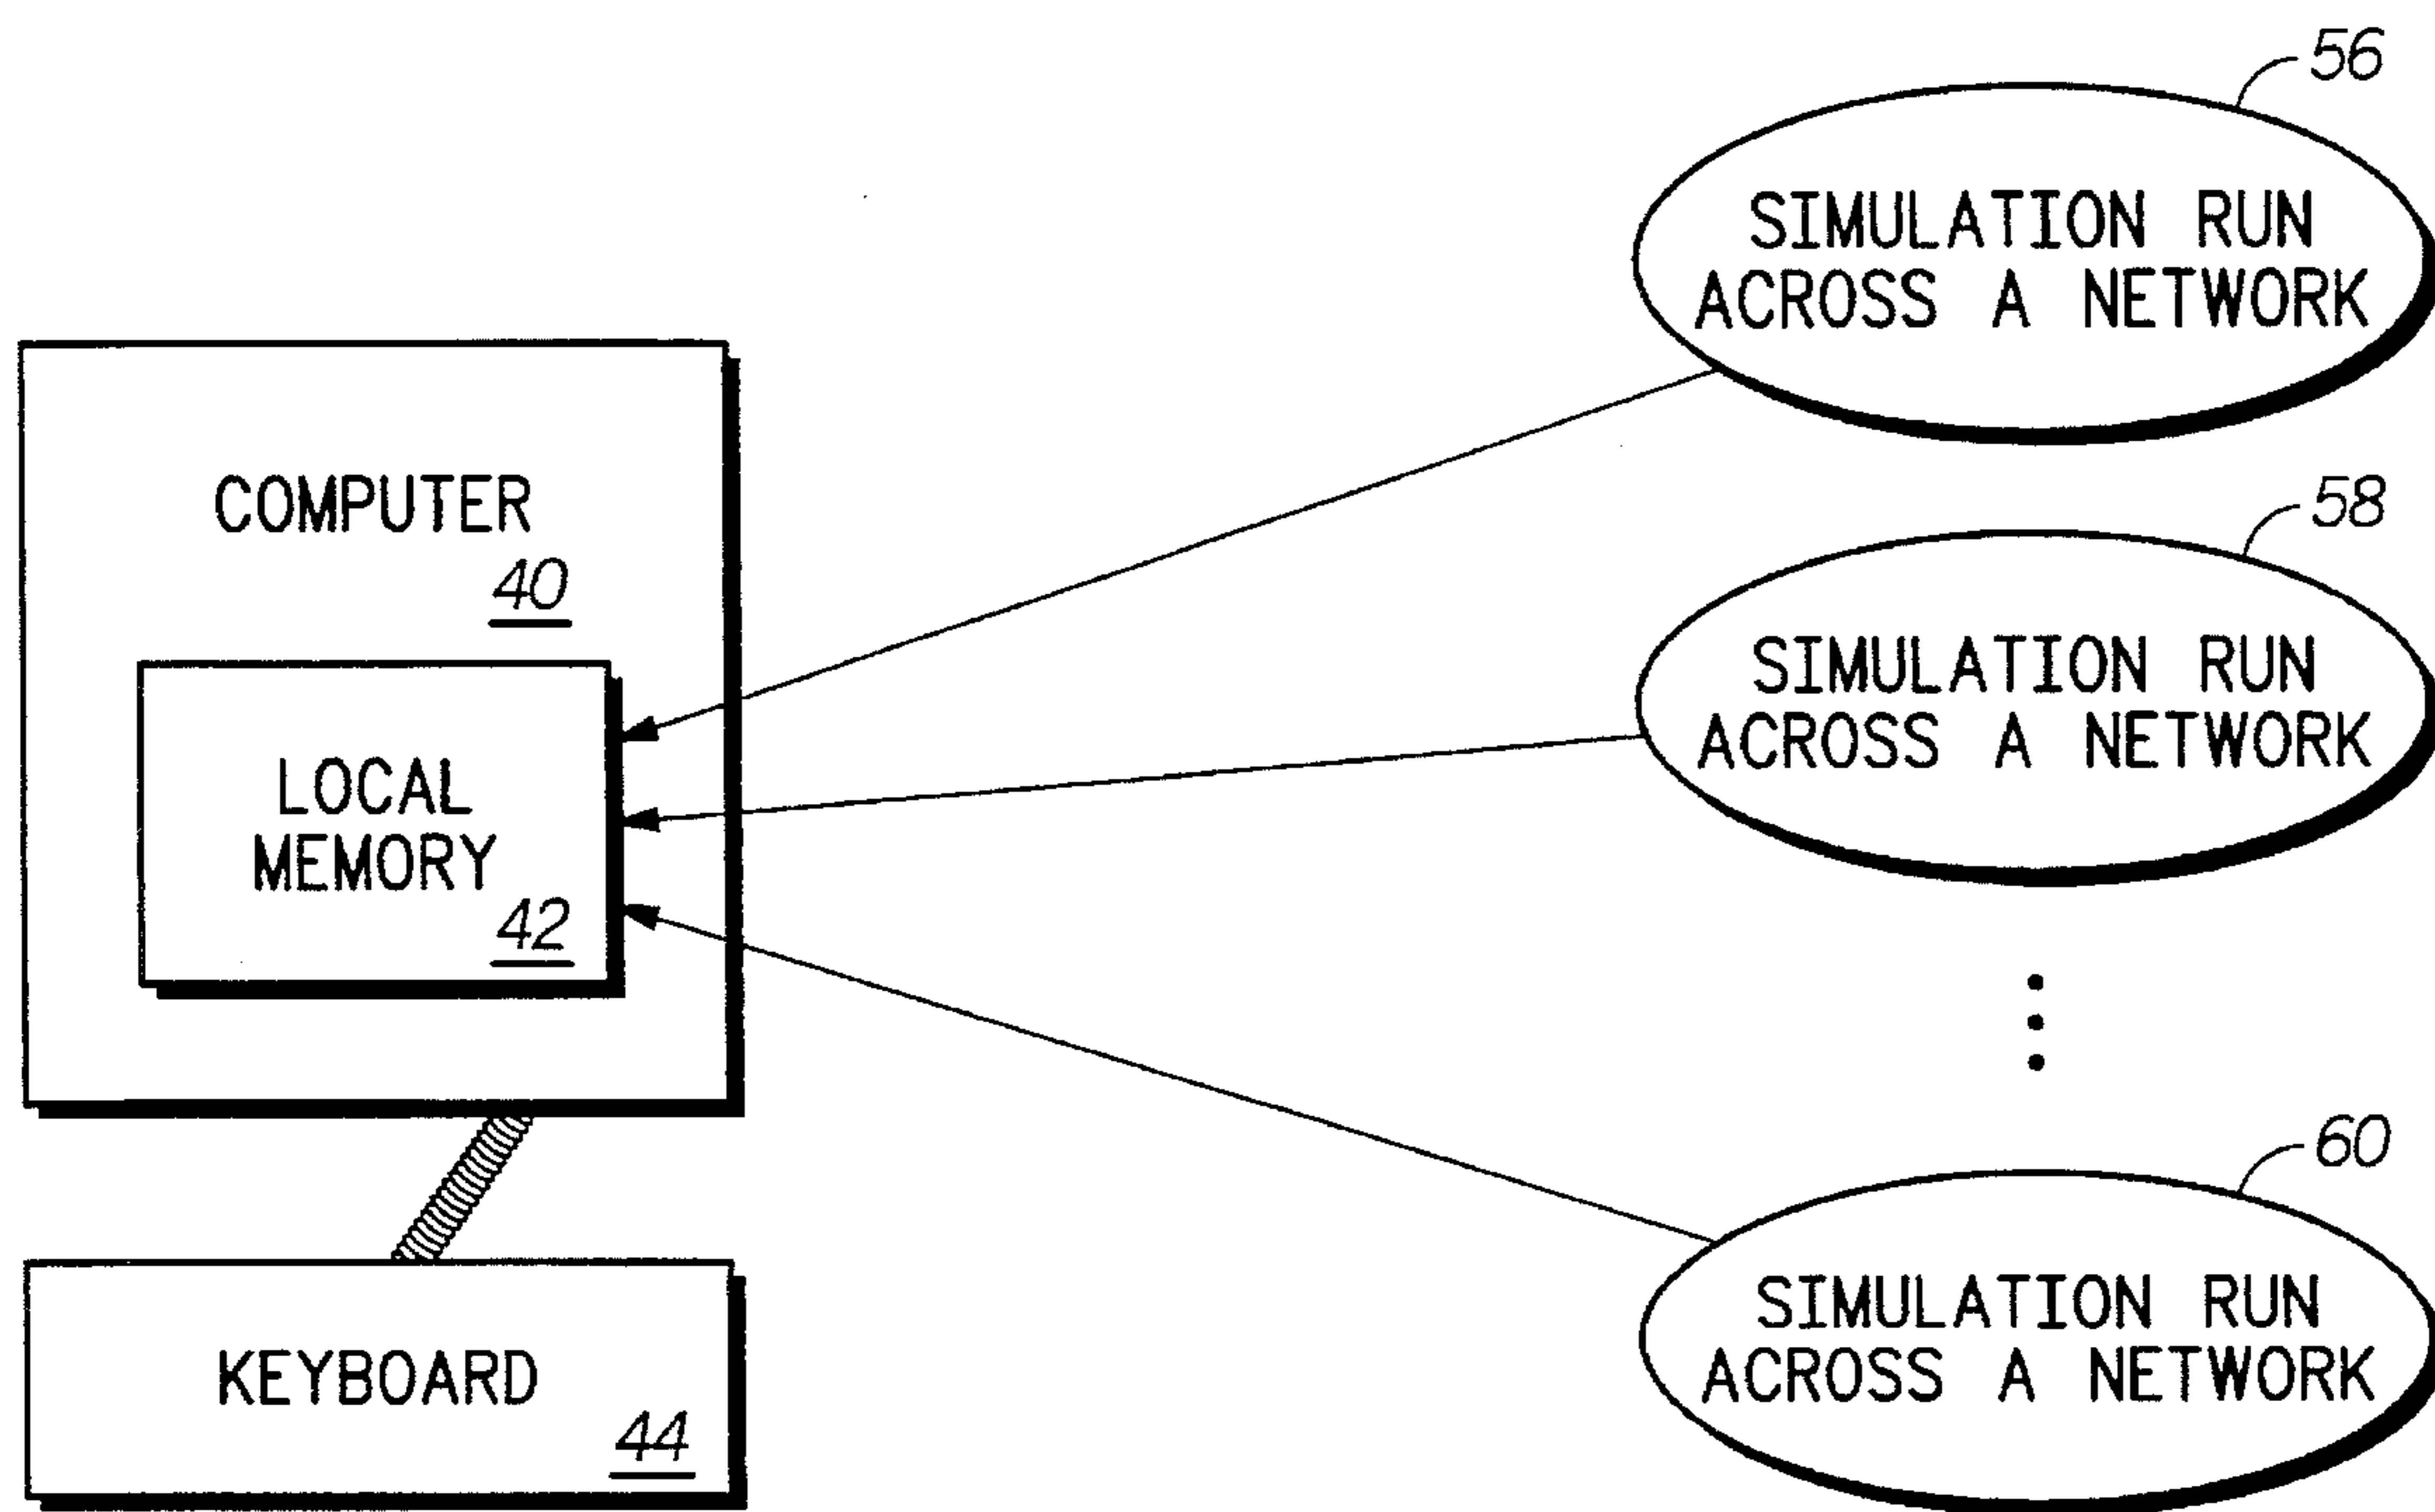 COMPUTER
40
LOCAL
MEMORY
42
KEYBOARD
44
56
SIMULATION RUN
ACROSS A NETWORK
58
SIMULATION RUN
ACROSS A NETWORK
60
SIMULATION RUN
ACROSS A NETWORK